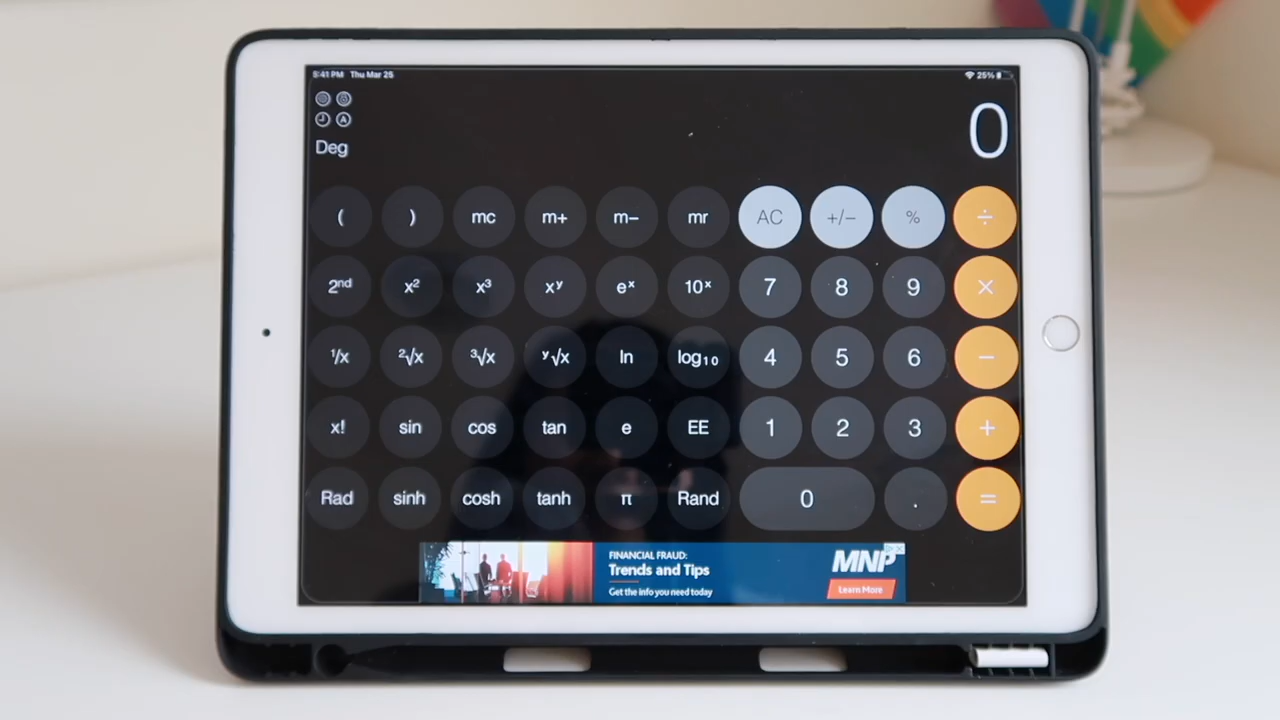 8:41 PM Thu Mar 25 25%
A
Deg
0
( ) mc m+ m− mr AC +/− % ÷
2ⁿᵈ x² x³ xʸ eˣ 10ˣ 7 8 9 ×
¹/x ²√x ³√x ʸ√x ln log₁₀ 4 5 6 −
x! sin cos tan e EE 1 2 3 +
Rad sinh cosh tanh π Rand 0 . =
FINANCIAL FRAUD:
Trends and Tips
Get the info you need today
MNP
Learn More